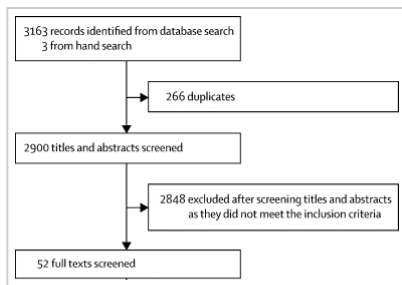 3163 records identified from database search
3 from hand search
266 duplicates
2900 titles and abstracts screened
2848 excluded after screening titles and abstracts
as they did not meet the inclusion criteria
52 full texts screened